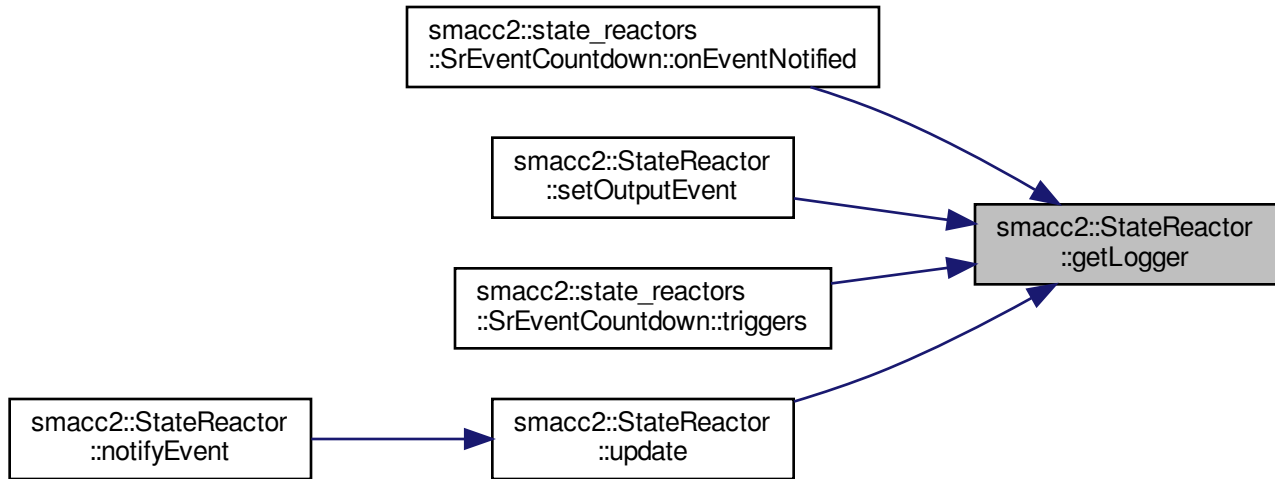 smacc2::state_reactors
::SrEventCountdown::onEventNotified
smacc2::StateReactor
::setOutputEvent
smacc2::StateReactor
::getLogger
smacc2::state_reactors
::SrEventCountdown::triggers
smacc2::StateReactor
::notifyEvent
smacc2::StateReactor
::update